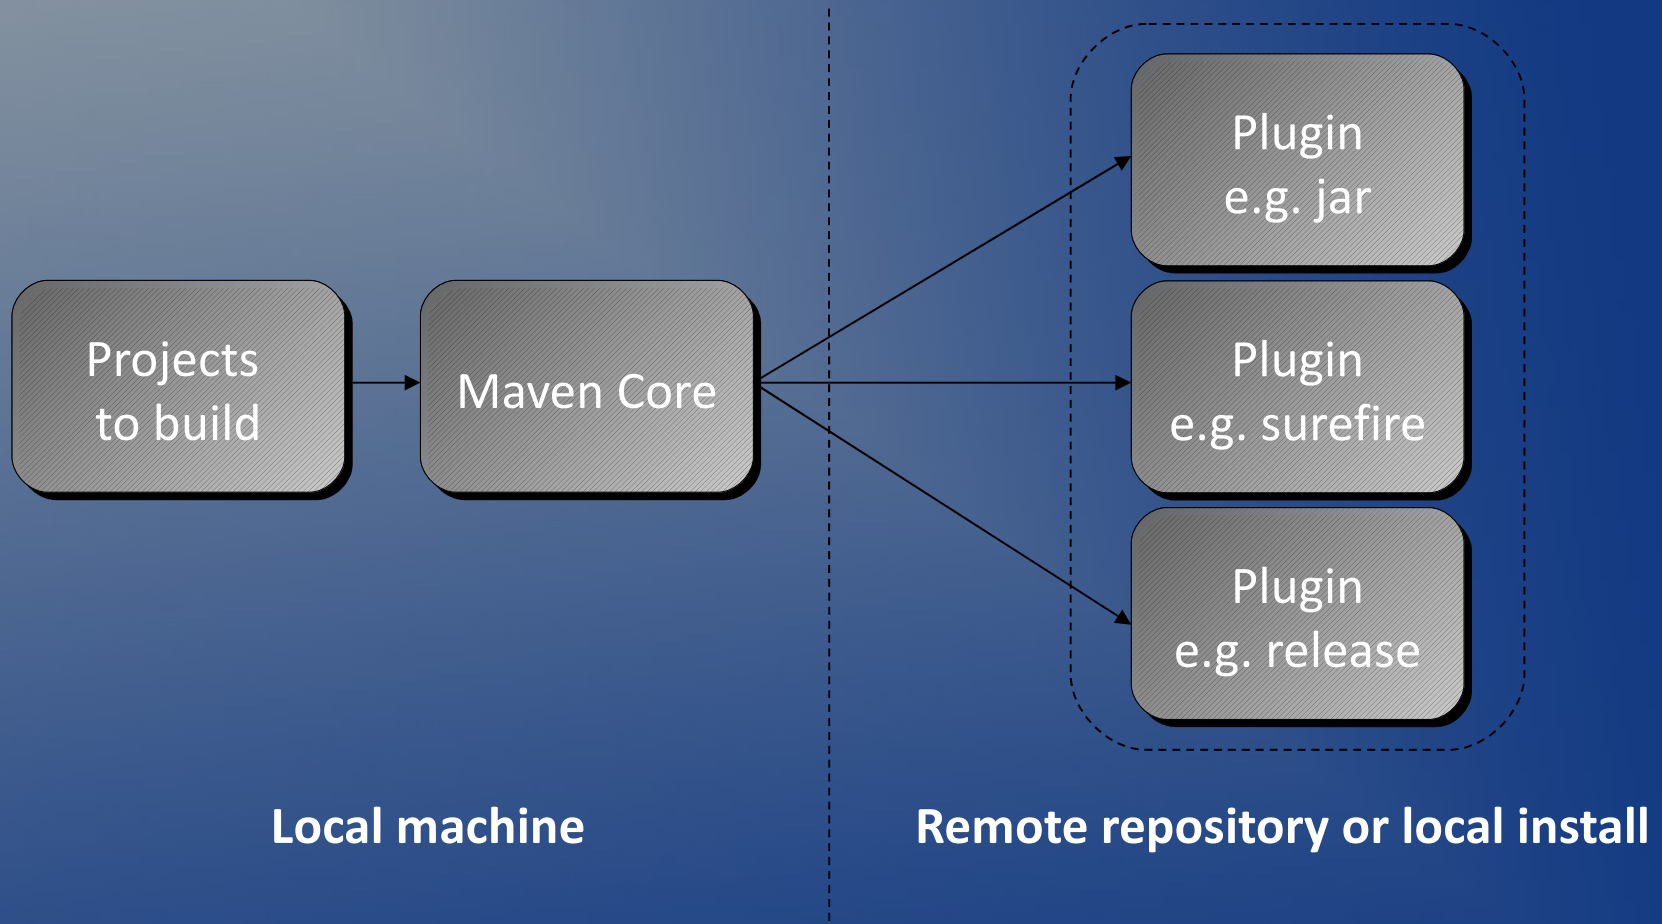 Projects
to build
Maven Core
Plugin
e.g. jar
Plugin
e.g. surefire
Plugin
e.g. release
Local machine
Remote repository or local install